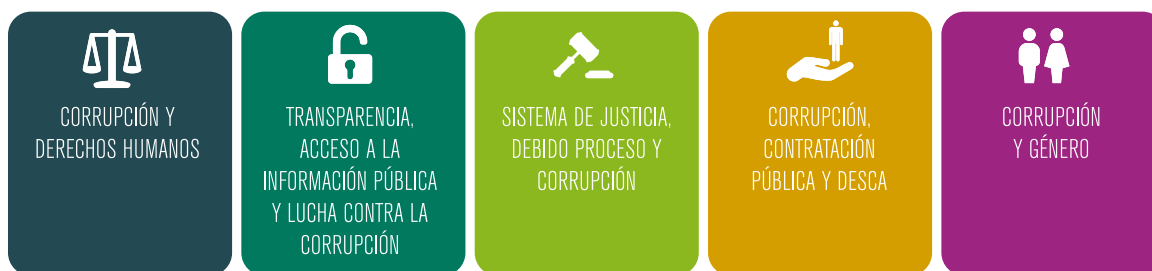 CORRUPCIÓN Y
DERECHOS HUMANOS
TRANSPARENCIA,
ACCESO A LA
INFORMACIÓN PÚBLICA
Y LUCHA CONTRA LA
CORRUPCIÓN
SISTEMA DE JUSTICIA,
DEBIDO PROCESO Y
CORRUPCIÓN
CORRUPCIÓN,
CONTRATACIÓN
PÚBLICA Y DESCA
CORRUPCIÓN
Y GÉNERO